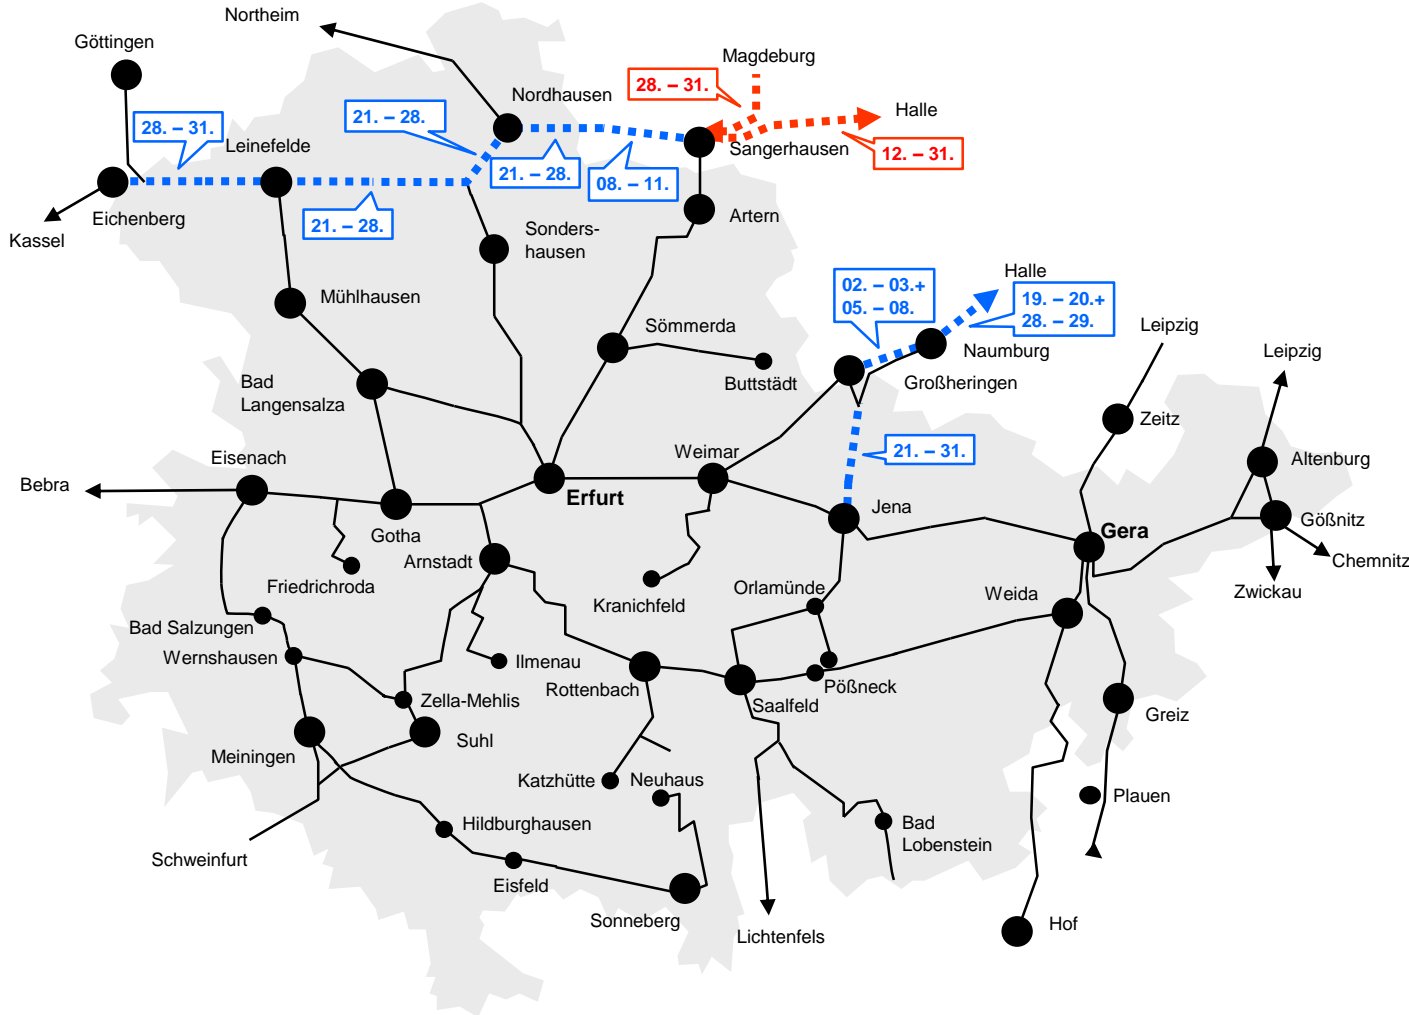 Northeim
Göttingen
Magdeburg
28. – 31.
Nordhausen
21. – 28.
Halle
28. – 31.
Leinefelde
Sangerhausen
12. – 31.
21. – 28.
08. – 11.
Eichenberg
21. – 28.
Artern
Kassel
Sonders-
hausen
Halle
02. – 03.+
05. – 08.
19. – 20.+
28. – 29.
Mühlhausen
Sömmerda
Leipzig
Naumburg
Leipzig
Buttstädt
Großheringen
Bad
Langensalza
Zeitz
Weimar
21. – 31.
Eisenach
Altenburg
Bebra
Erfurt
Jena
Gößnitz
Gotha
Gera
Arnstadt
Chemnitz
Friedrichroda
Orlamünde
Kranichfeld
Weida
Zwickau
Bad Salzungen
Wernshausen
Ilmenau
Rottenbach
Pößneck
Zella-Mehlis
Saalfeld
Greiz
Suhl
Meiningen
Katzhütte
Neuhaus
Plauen
Hildburghausen
Bad
Lobenstein
Schweinfurt
Eisfeld
Sonneberg
Hof
Lichtenfels